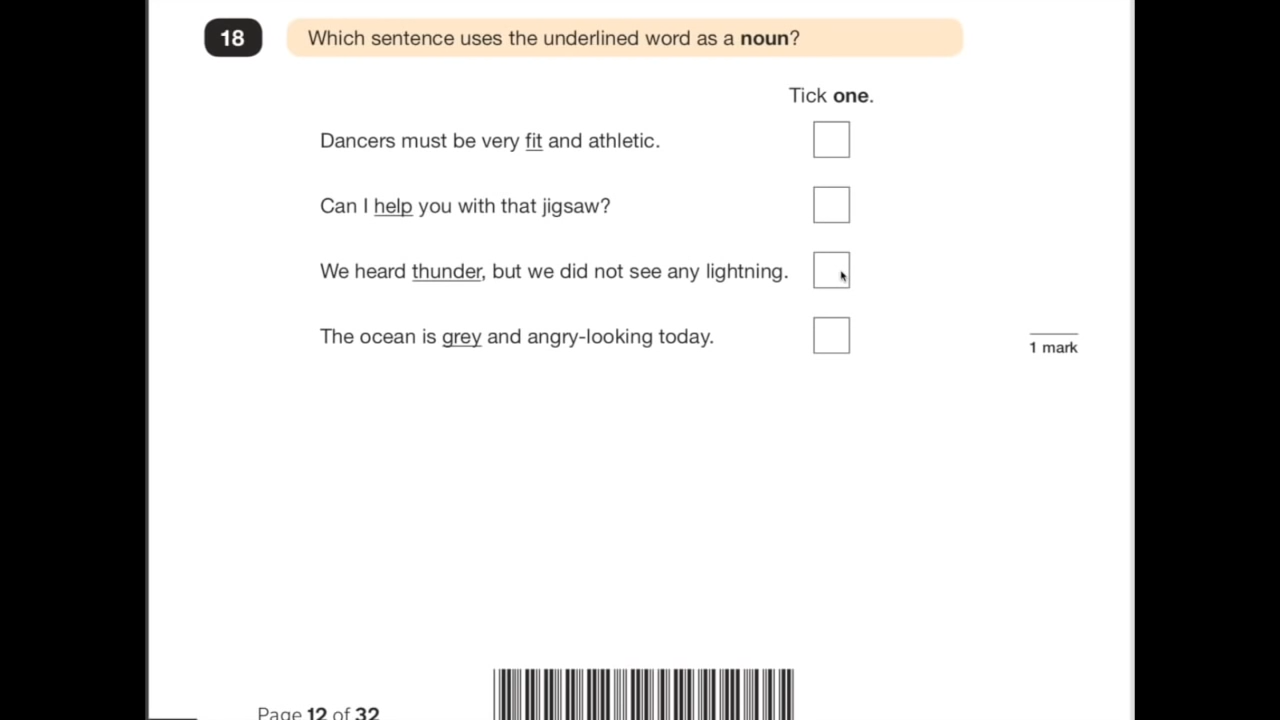 18 Which sentence uses the underlined word as a noun?
Tick one.
Dancers must be very fit and athletic.
Can I help you with that jigsaw?
We heard thunder, but we did not see any lightning.
The ocean is grey and angry-looking today.
1 mark
Page 12 of 32